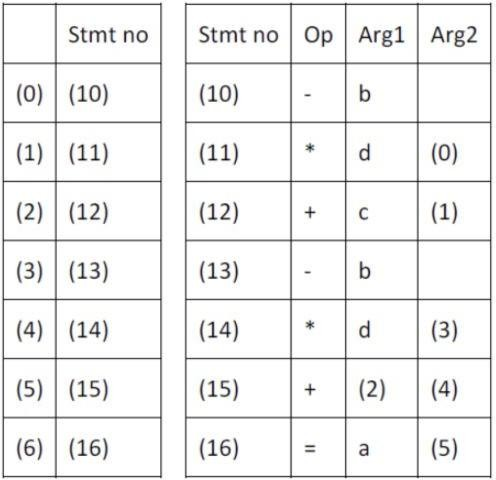 Stmt no Stmt no Op Arg1 Arg2
(0) (10) (10) - b
(1) (11) (11) * d (0)
(2) (12) (12) + c (1)
(3) (13) (13) - b
(4) (14) (14) * d (3)
(5) (15) (15) + (2) (4)
(6) (16) (16) = a (5)